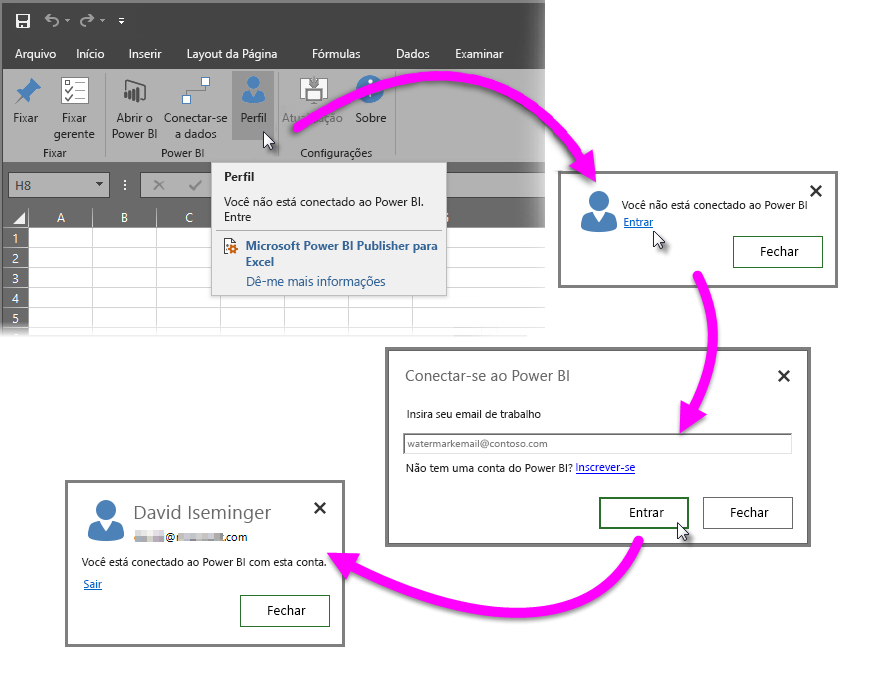 Arquivo Início Inserir Layout da Página Fórmulas Dados Examinar
Fixar Fixar gerente Abrir o Power BI Conectar-se a dados Perfil Atualização Sobre
Fixar Power BI Configurações
H8
A B C
1
2
3
4
5
Perfil
Você não está conectado ao Power BI.
Entre
Microsoft Power BI Publisher para
Excel
Dê-me mais informações
Você não está conectado ao Power BI
Entrar
Fechar
Conectar-se ao Power BI
Insira seu email de trabalho
watermarkemail@contoso.com
Não tem uma conta do Power BI? Inscrever-se
Entrar Fechar
David Iseminger
.com
Você está conectado ao Power BI com esta conta.
Sair
Fechar